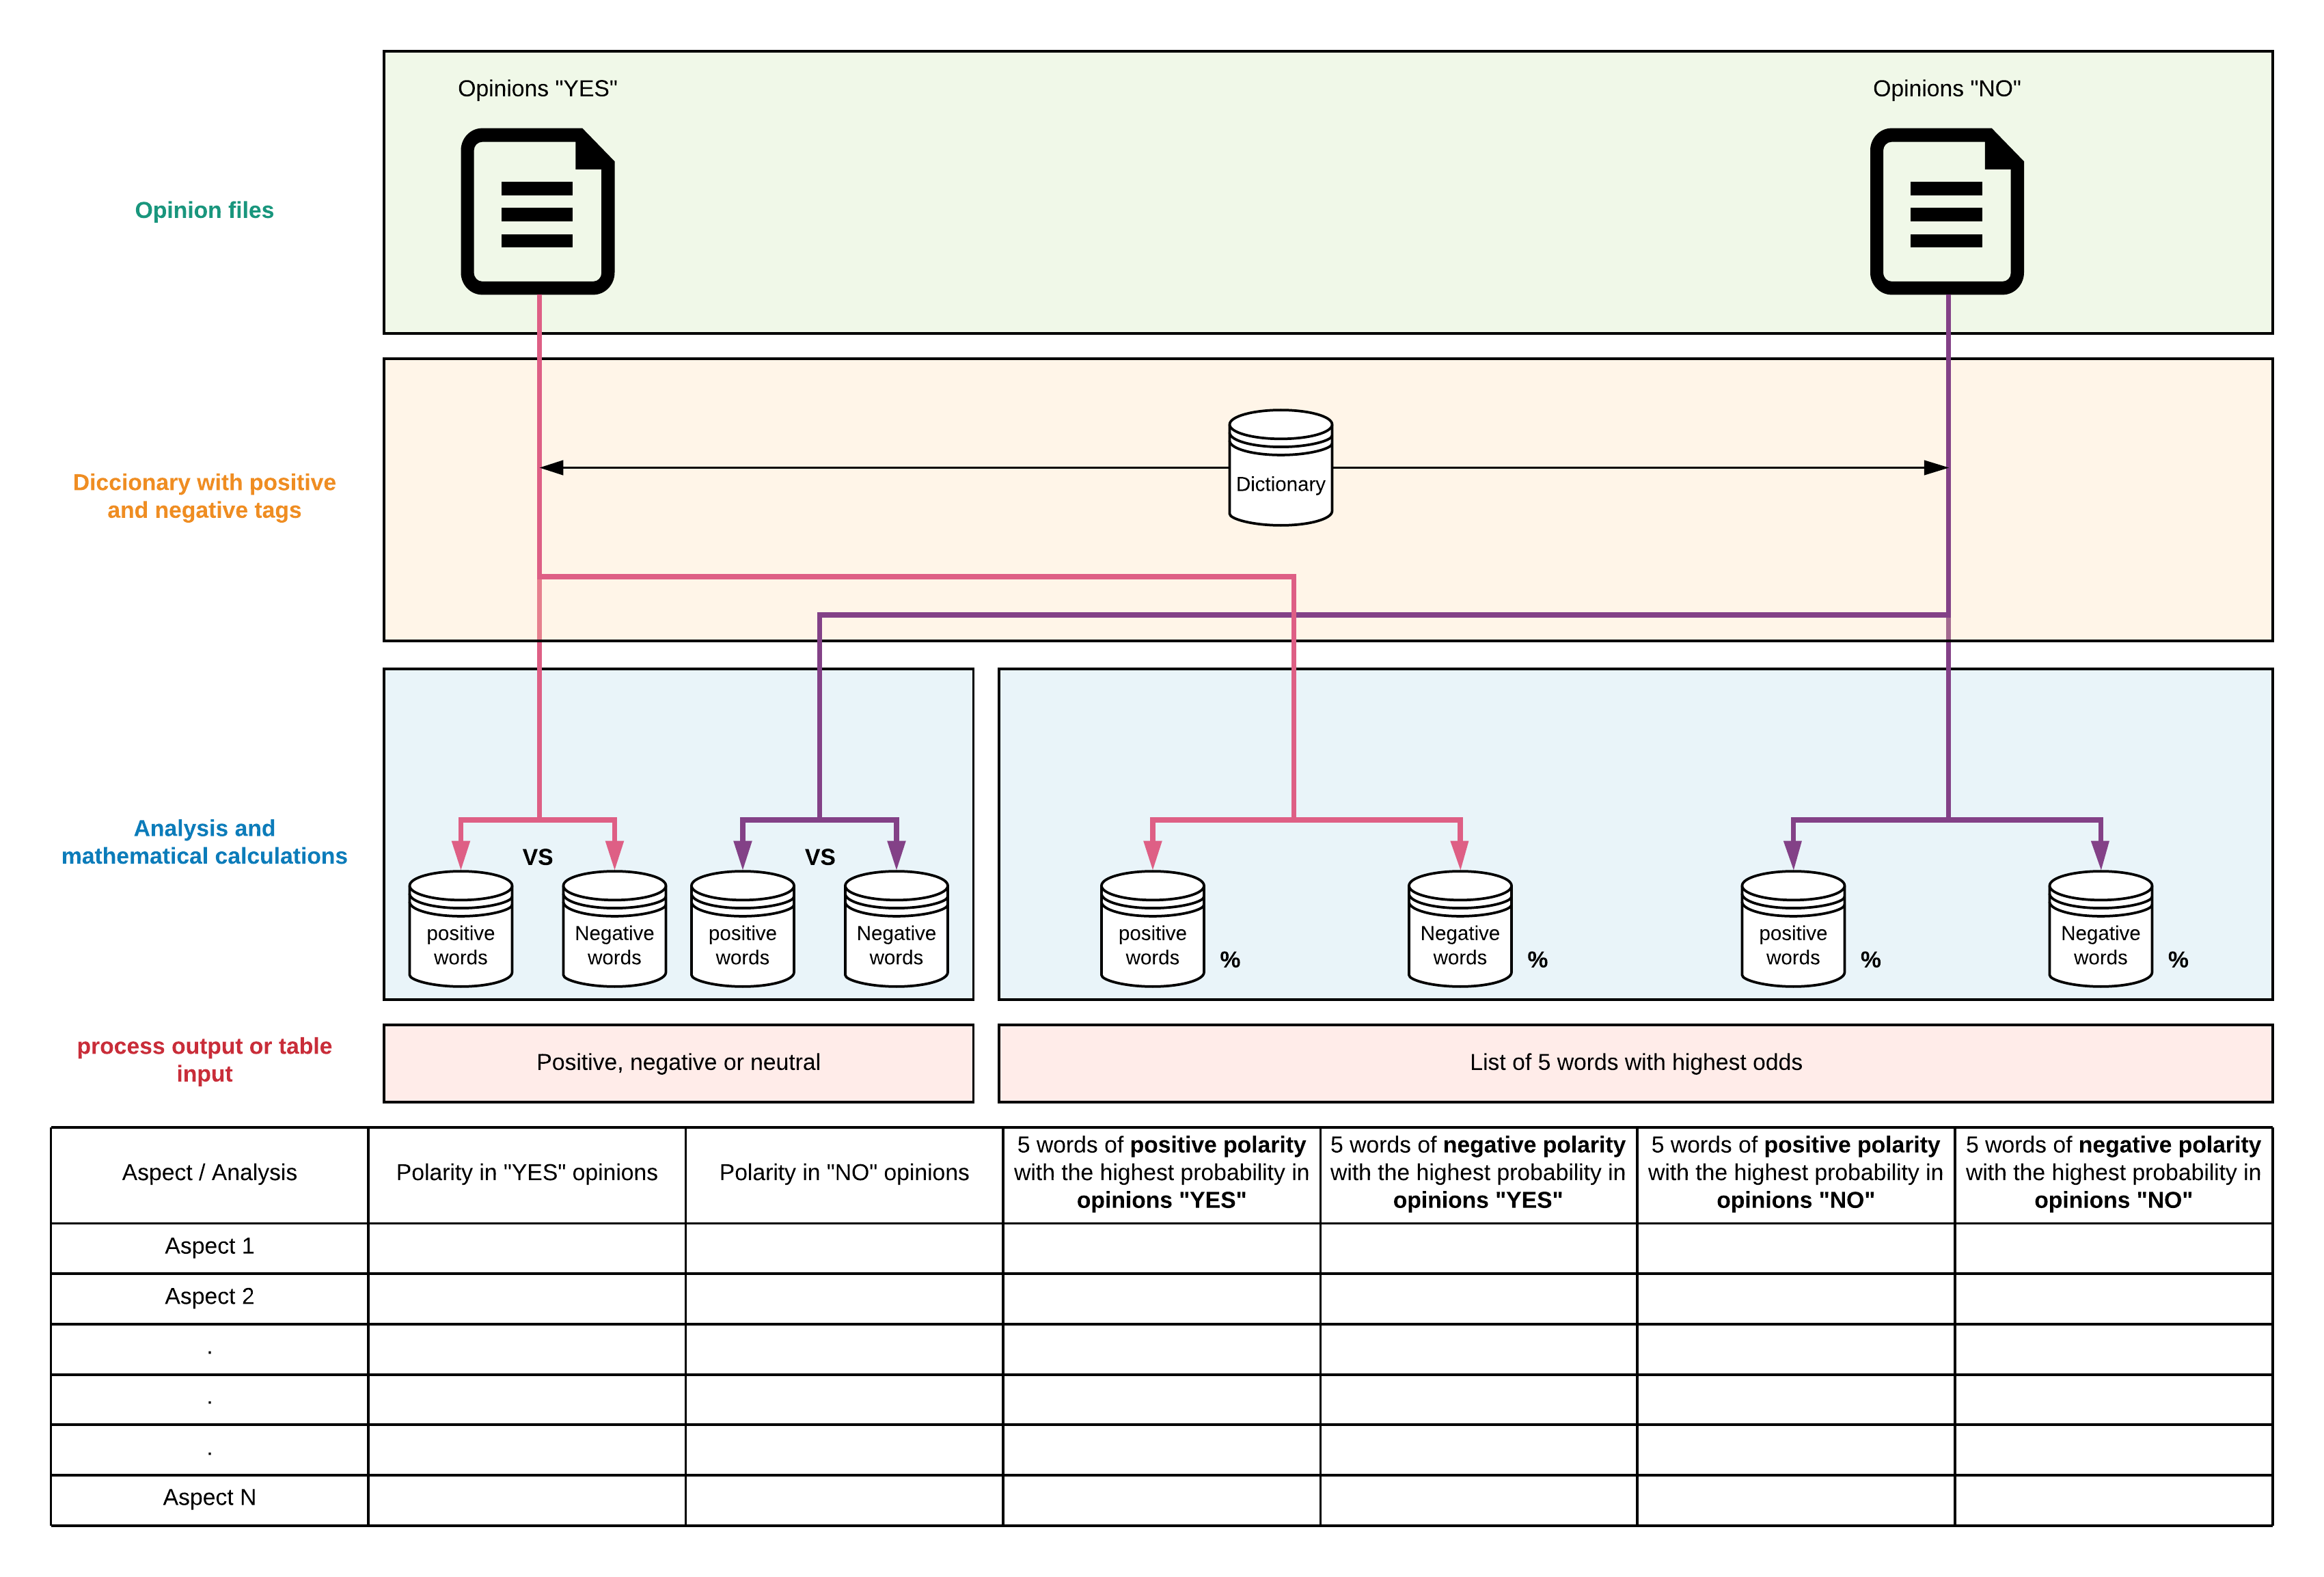 Opinions "YES"
Opinions "NO"
Opinion files
Diccionary with positive
and negative tags
Dictionary
Analysis and
mathematical calculations
VS
VS
positive
words
Negative
words
positive
words
Negative
words
positive
words
%
Negative
words
%
positive
words
%
Negative
words
%
process output or table
input
Positive, negative or neutral
List of 5 words with highest odds
Aspect / Analysis
Polarity in "YES" opinions
Polarity in "NO" opinions
5 words of positive polarity
with the highest probability in
opinions "YES"
5 words of negative polarity
with the highest probability in
opinions "YES"
5 words of positive polarity
with the highest probability in
opinions "NO"
5 words of negative polarity
with the highest probability in
opinions "NO"
Aspect 1
Aspect 2
.
.
.
Aspect N